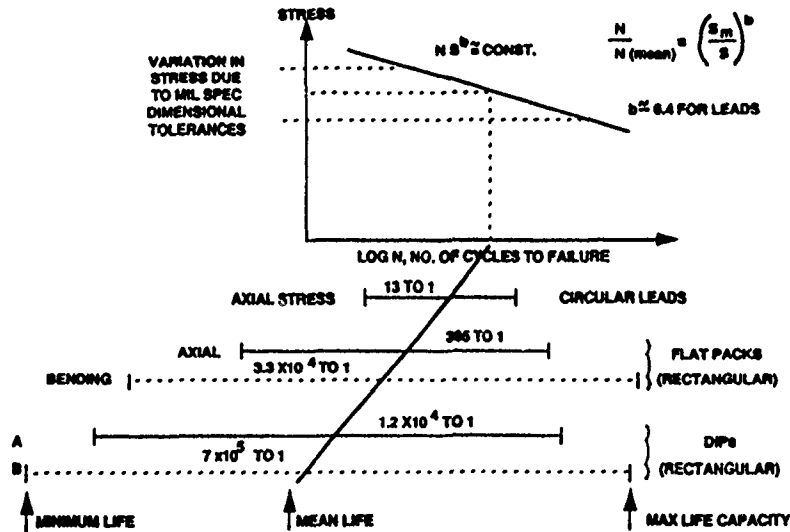 STRESS
N S^b ≅ CONST.
N / N (mean) = (Sm / S)^b
VARIATION IN
STRESS DUE
TO MIL SPEC
DIMENSIONAL
TOLERANCES
b ≅ 6.4 FOR LEADS
LOG N, NO. OF CYCLES TO FAILURE
AXIAL STRESS
13 TO 1
CIRCULAR LEADS
AXIAL
365 TO 1
FLAT PACKS
BENDING
3.3 X10^4 TO 1
(RECTANGULAR)
A
1.2 X10^4 TO 1
DIPs
B
7 x10^5 TO 1
(RECTANGULAR)
MINIMUM LIFE
MEAN LIFE
MAX LIFE CAPACITY